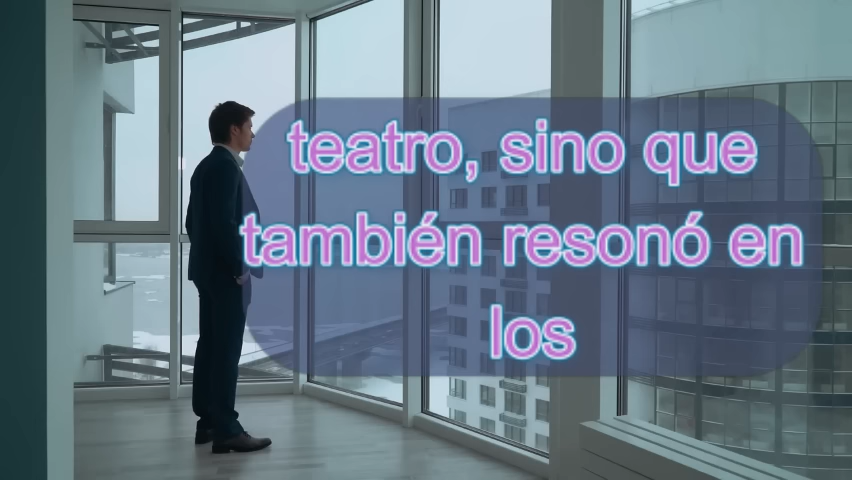 teatro, sino que
también resonó en
los